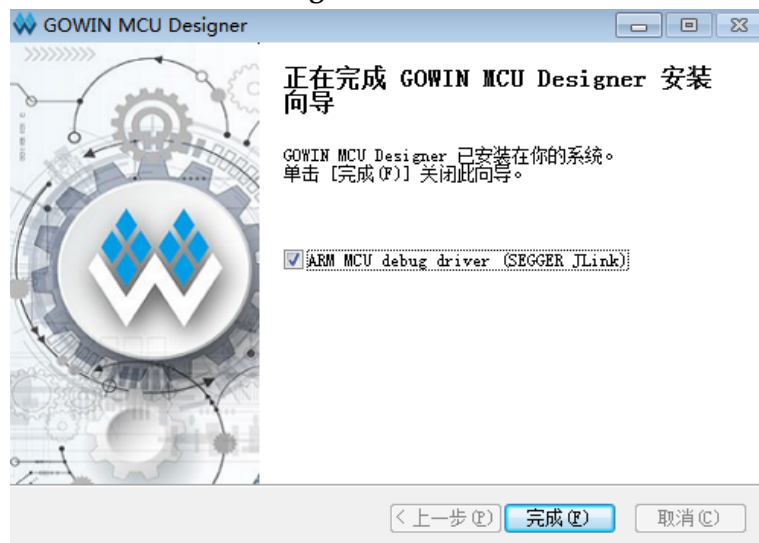 GOWIN MCU Designer
正在完成 GOWIN MCU Designer 安装
向导
GOWIN MCU Designer 已安装在你的系统。
单击 [完成(F)] 关闭此向导。
ARM MCU debug driver (SEGGER JLink)
< 上一步(P) 完成(F) 取消(C)